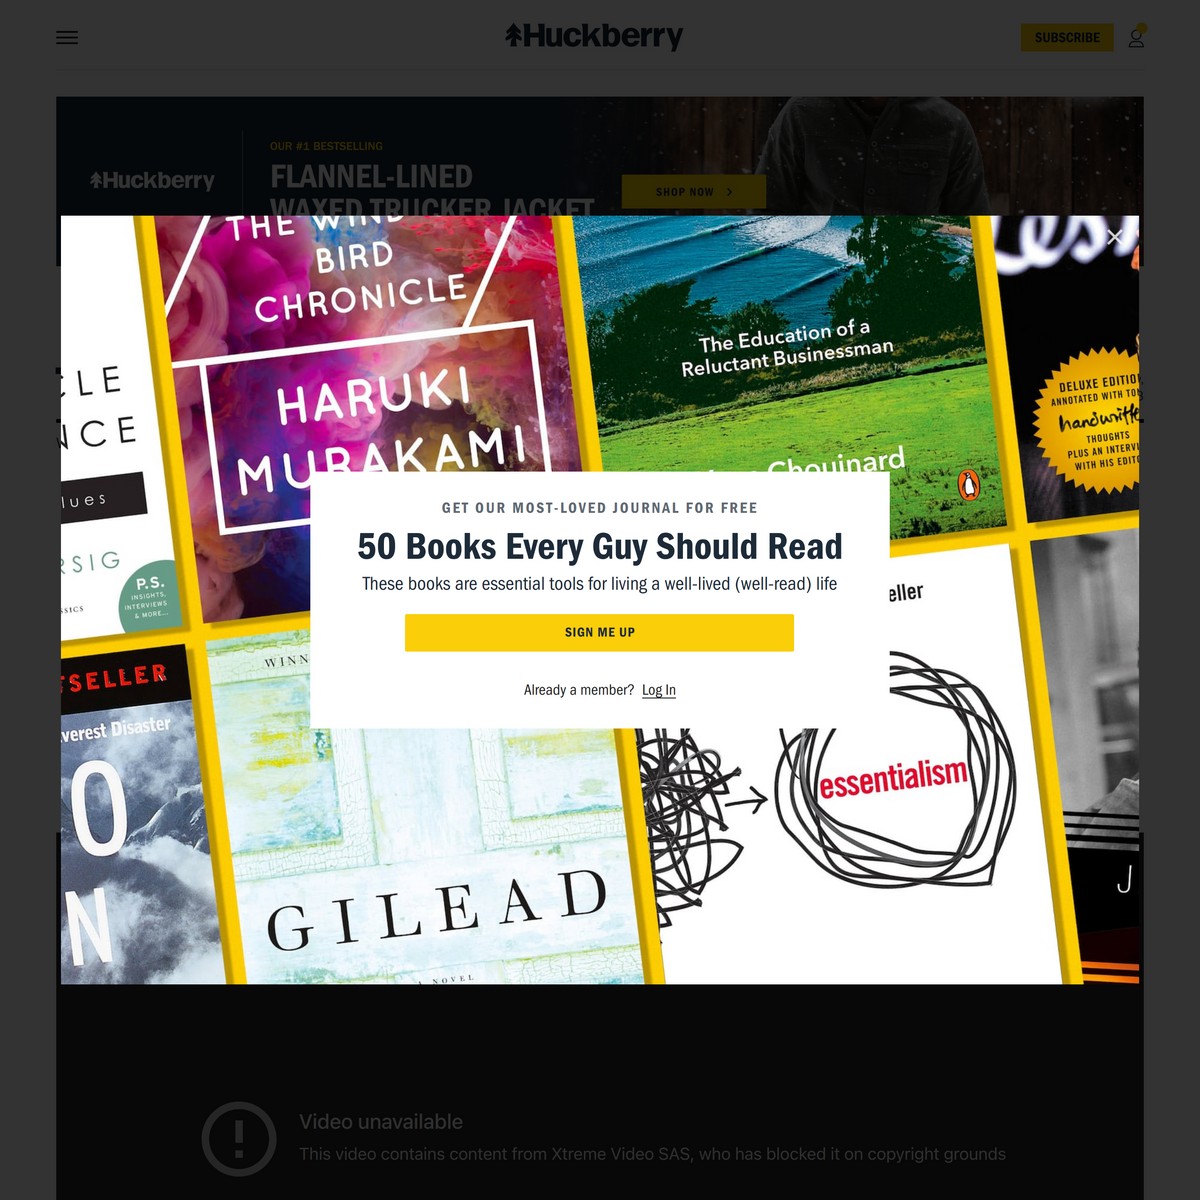 Huckberry
SUBSCRIBE
Huckberry
OUR #1 BESTSELLING
FLANNEL-LINED
WAXED TRUCKER JACKET
SHOP NOW
THE WIND
BIRD
CHRONICLE
HARUKI
MURAKAMI
The Education of a
Reluctant Businessman
Chouinard
DELUXE EDITIO
ANNOTATED WITH TO
handwritte
THOUGHTS
PLUS AN INTERVI
WITH HIS EDITO
CLE
NCE
lues
RSIG
P.S.
INSIGHTS,
INTERVIEWS
& MORE...
SSICS
GET OUR MOST-LOVED JOURNAL FOR FREE
50 Books Every Guy Should Read
These books are essential tools for living a well-lived (well-read) life
SIGN ME UP
Already a member? Log In
TSELLER
verest Disaster
O
N
WINN
GILEAD
A NOVEL
eller
essentialism
J
Video unavailable
This video contains content from Xtreme Video SAS, who has blocked it on copyright grounds